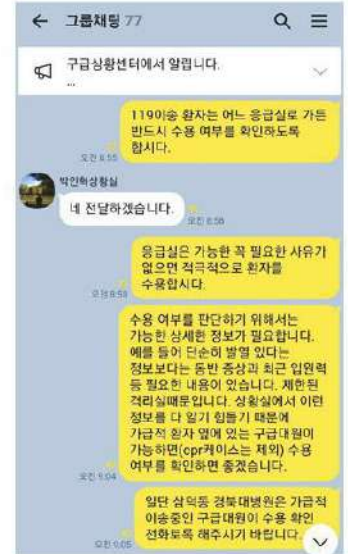 그룹채팅 77
구급상황센터에서 알립니다.
...
119이송 환자는 어느 응급실로 가든
반드시 수용 여부를 확인하도록
합시다.
오전 8:55
박인혁상황실
네 전달하겠습니다.
오전 8:58
응급실은 가능한 꼭 필요한 사유가
없으면 적극적으로 환자를
수용합시다.
오전 8:59
수용 여부를 판단하기 위해서는
가능한 상세한 정보가 필요합니다.
예를 들어 단순히 발열 있다는
정보보다는 동반 증상과 최근 입원력
등 필요한 내용이 있습니다. 제한된
격리실때문입니다. 상황실에서 이런
정보를 다 알기 힘들기 때문에
가급적 환자 옆에 있는 구급대원이
가능하면(cpr케이스는 제외) 수용
여부를 확인하면 좋겠습니다.
오전 9:04
일단 삼덕동 경북대병원은 가급적
이송중인 구급대원이 수용 확인
전화토록 해주시기 바랍니다.
오전 9:05